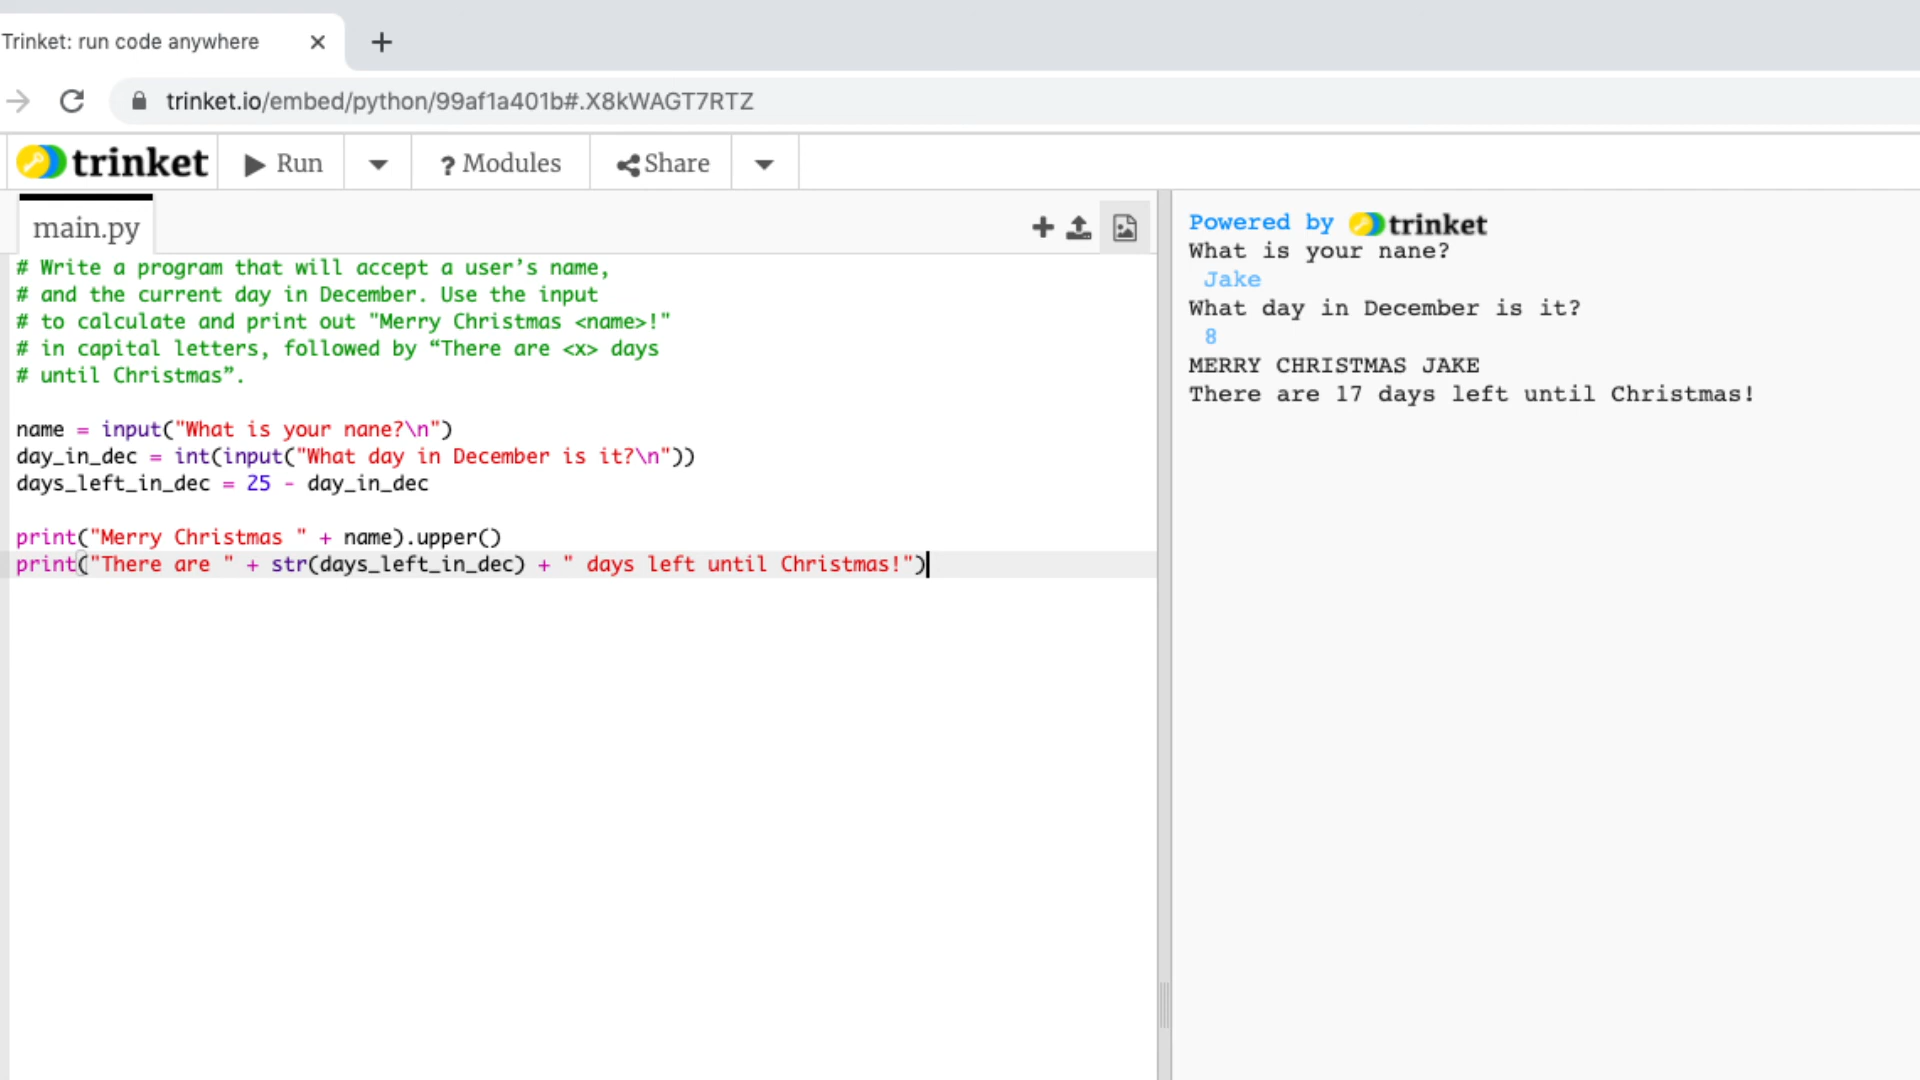 Trinket: run code anywhere
trinket.io/embed/python/99af1a401b#.X8kWAGT7RTZ
trinket Run ? Modules Share
main.py
# Write a program that will accept a user’s name,
# and the current day in December. Use the input
# to calculate and print out "Merry Christmas <name>!"
# in capital letters, followed by “There are <x> days
# until Christmas”.
name = input("What is your nane?\n")
day_in_dec = int(input("What day in December is it?\n"))
days_left_in_dec = 25 - day_in_dec
print("Merry Christmas " + name).upper()
print("There are " + str(days_left_in_dec) + " days left until Christmas!")
Powered by trinket
What is your nane?
Jake
What day in December is it?
8
MERRY CHRISTMAS JAKE
There are 17 days left until Christmas!